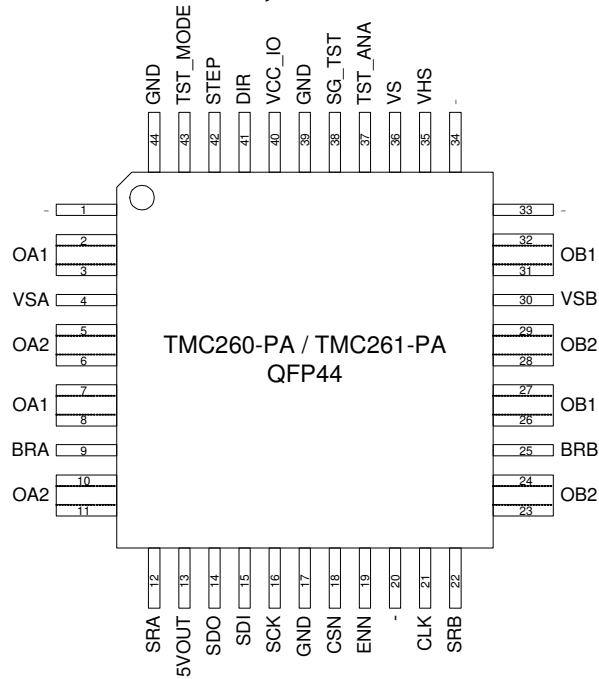 GND
TST_MODE
STEP
DIR
VCC_IO
GND
SG_TST
TST_ANA
VS
VHS
-
44
43
42
41
40
39
38
37
36
35
34
- 1
33 -
OA1 2
3
32 OB1
31
VSA 4
30 VSB
OA2 5
6
29 OB2
28
TMC260-PA / TMC261-PA
QFP44
OA1 7
8
27 OB1
26
BRA 9
25 BRB
OA2 10
11
24 OB2
23
12
13
14
15
16
17
18
19
20
21
22
SRA
5VOUT
SDO
SDI
SCK
GND
CSN
ENN
-
CLK
SRB